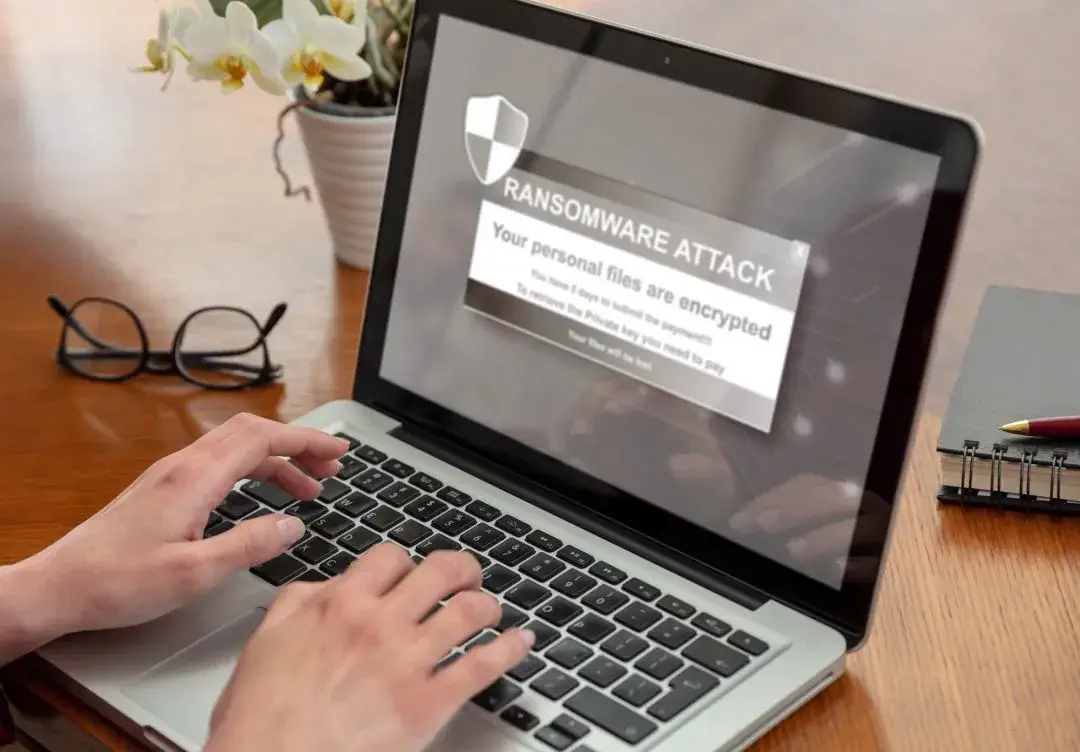 RANSOMWARE ATTACK
X
Your personal files are encrypted
You have 5 days to submit the payment!!!
To retrieve the Private key you need to pay
Your files will be lost